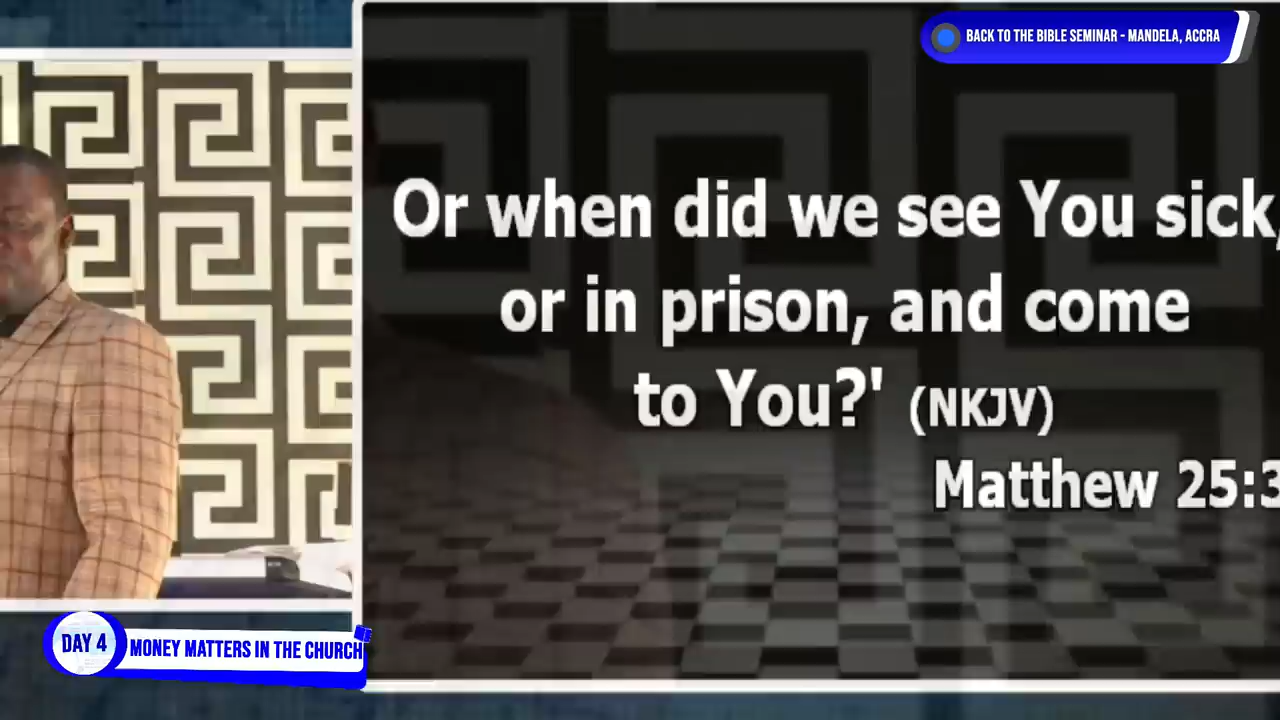 BACK TO THE BIBLE SEMINAR - MANDELA, ACCRA
Or when did we see You sick,
or in prison, and come
to You?' (NKJV)
Matthew 25:3
DAY 4
MONEY MATTERS IN THE CHURCH